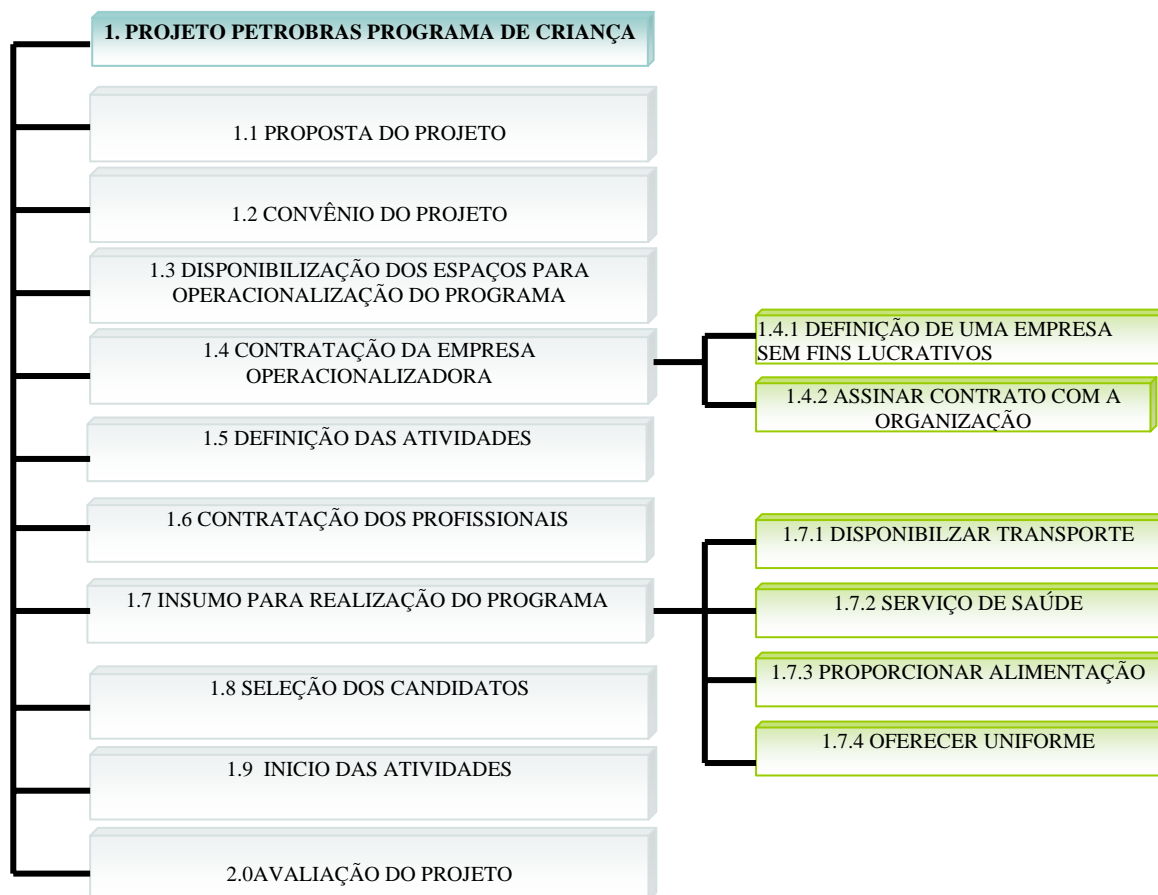 1. PROJETO PETROBRAS PROGRAMA DE CRIANÇA
1.1 PROPOSTA DO PROJETO
1.2 CONVÊNIO DO PROJETO
1.3 DISPONIBILIZAÇÃO DOS ESPAÇOS PARA
OPERACIONALIZAÇÃO DO PROGRAMA
1.4 CONTRATAÇÃO DA EMPRESA
OPERACIONALIZADORA
1.4.1 DEFINIÇÃO DE UMA EMPRESA
SEM FINS LUCRATIVOS
1.4.2 ASSINAR CONTRATO COM A
ORGANIZAÇÃO
1.5 DEFINIÇÃO DAS ATIVIDADES
1.6 CONTRATAÇÃO DOS PROFISSIONAIS
1.7 INSUMO PARA REALIZAÇÃO DO PROGRAMA
1.7.1 DISPONIBILZAR TRANSPORTE
1.7.2 SERVIÇO DE SAÚDE
1.7.3 PROPORCIONAR ALIMENTAÇÃO
1.7.4 OFERECER UNIFORME
1.8 SELEÇÃO DOS CANDIDATOS
1.9 INICIO DAS ATIVIDADES
2.0AVALIAÇÃO DO PROJETO